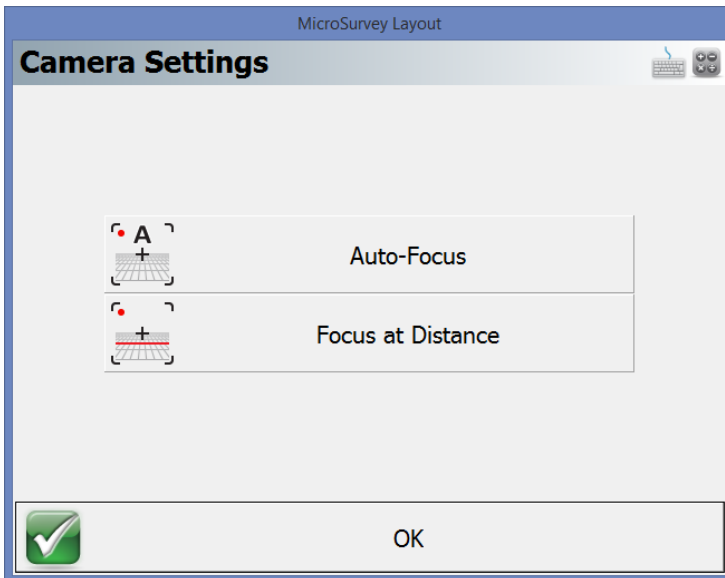 MicroSurvey Layout
Camera Settings
A
Auto-Focus
Focus at Distance
OK